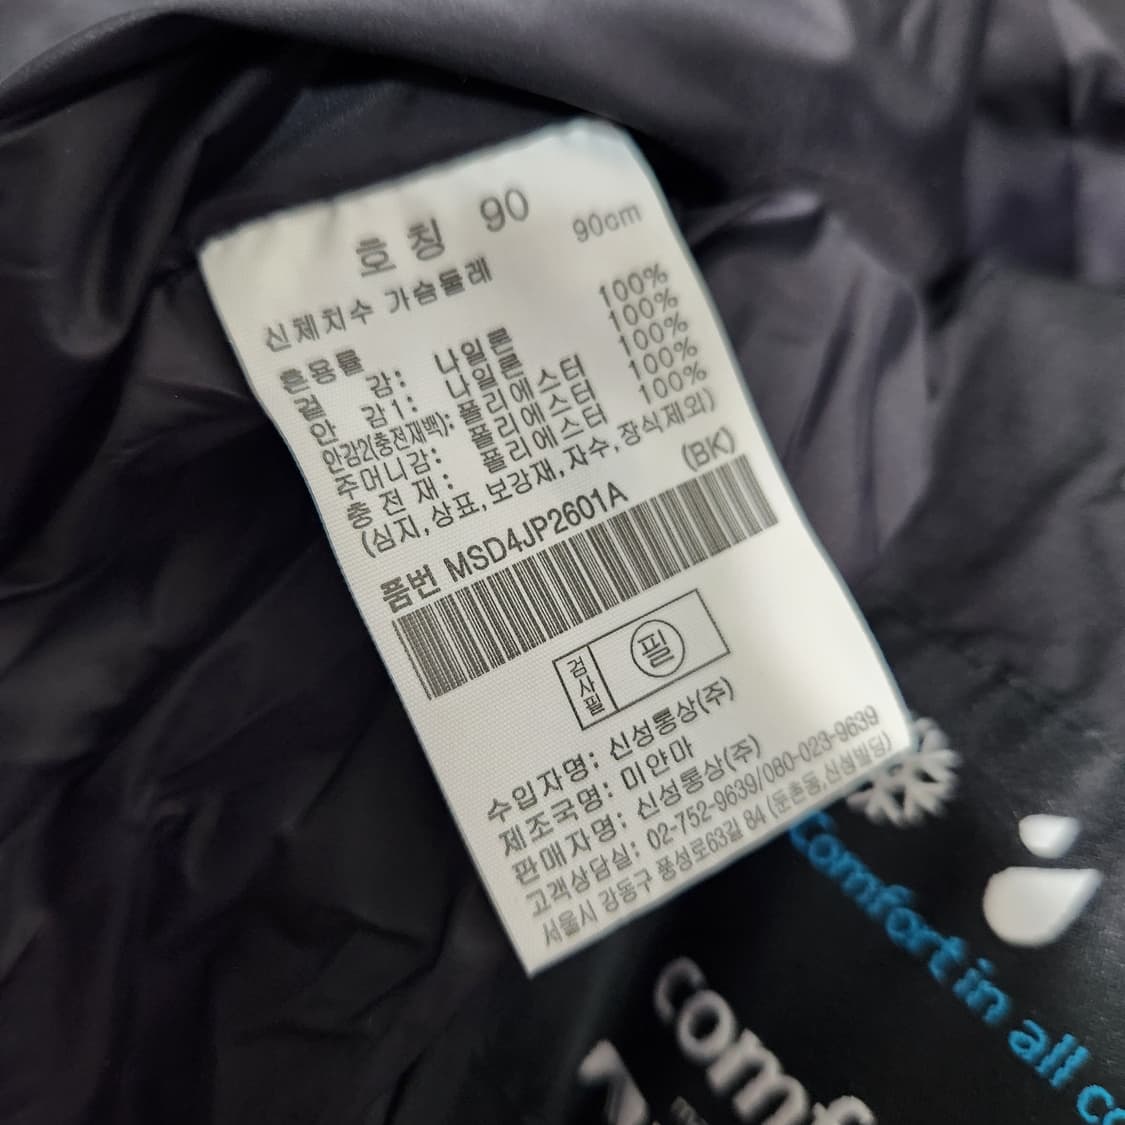 호 칭 90
신체치수 가슴둘레 90cm
혼용률
겉 감: 나일론 100%
안 감1: 나일론 100%
안감2(충전재백): 폴리에스터 100%
주머니감: 폴리에스터 100%
충 전 재: 폴리에스터 100%
(심지,상표,보강재,자수,장식제외)
품번 MSD4JP2601A (BK)
검사필 필
수입자명: 신성통상(주)
제조국명: 미얀마
판매자명: 신성통상(주)
고객상담실: 02-752-9639/080-023-9639
서울시 강동구 풍성로63길 84 (둔촌동,신성빌딩)
comfort in all